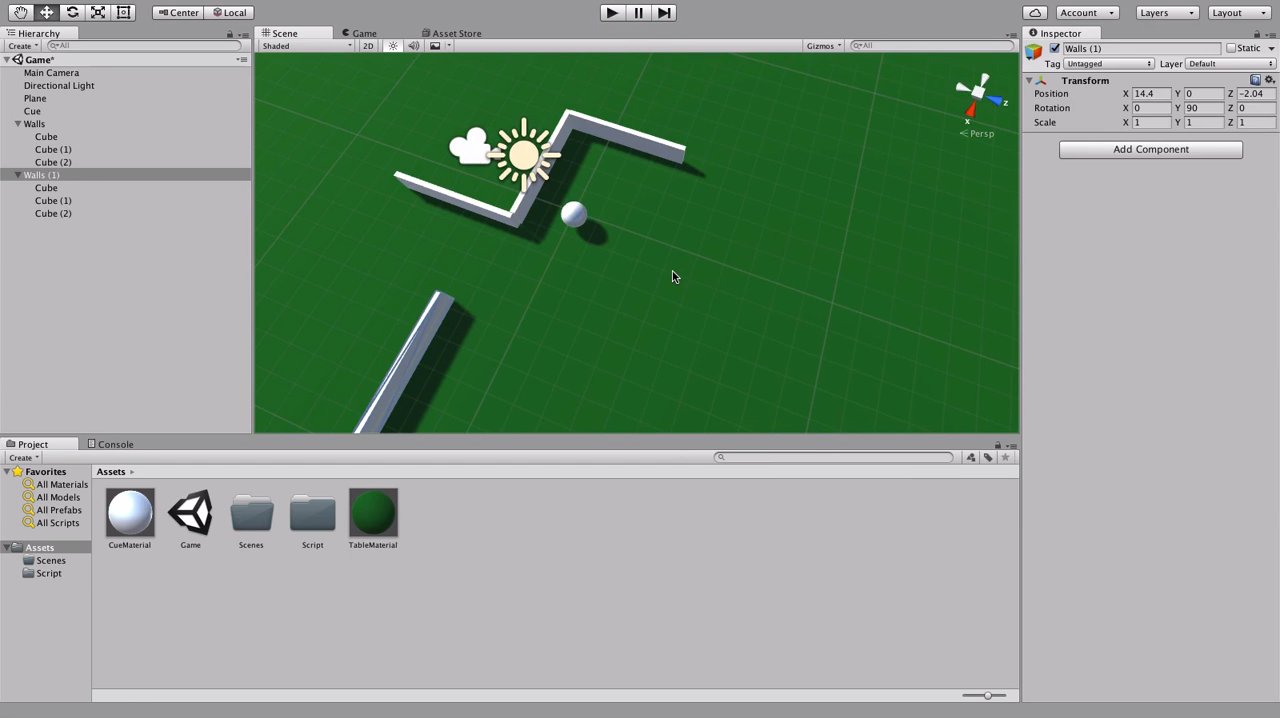 Center Local Account Layers Layout
Hierarchy
Create All
Game*
Main Camera
Directional Light
Plane
Cue
Walls
Cube
Cube (1)
Cube (2)
Walls (1)
Cube
Cube (1)
Cube (2)
Scene Game Asset Store
Shaded 2D Gizmos All
z
x
Persp
Inspector
Walls (1) Static
Tag Untagged Layer Default
Transform
Position X 14.4 Y 0 Z -2.04
Rotation X 0 Y 90 Z 0
Scale X 1 Y 1 Z 1
Add Component
Project Console
Create
Favorites
All Materials
All Models
All Prefabs
All Scripts
Assets
Scenes
Script
Assets
CueMaterial Game Scenes Script TableMaterial